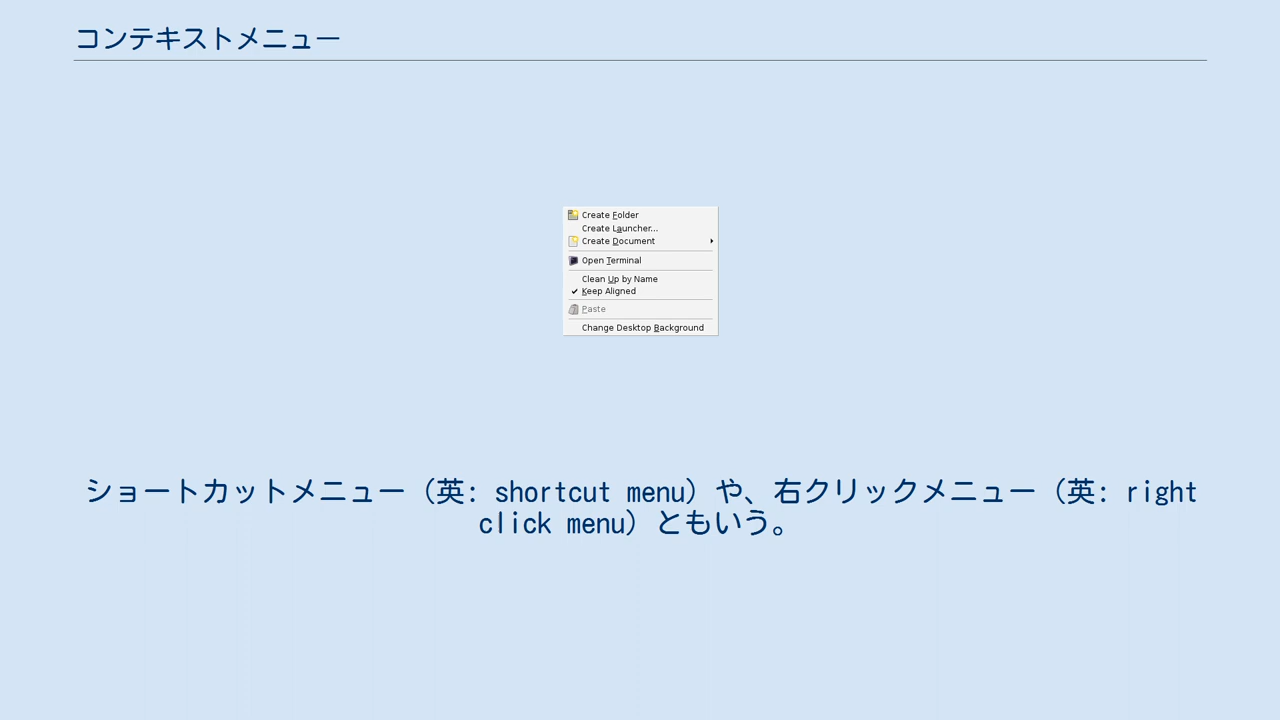 コンテキストメニュー
Create Folder
Create Launcher...
Create Document
Open Terminal
Clean Up by Name
Keep Aligned
Paste
Change Desktop Background
ショートカットメニュー（英: shortcut menu）や、右クリックメニュー（英: right
click menu）ともいう。